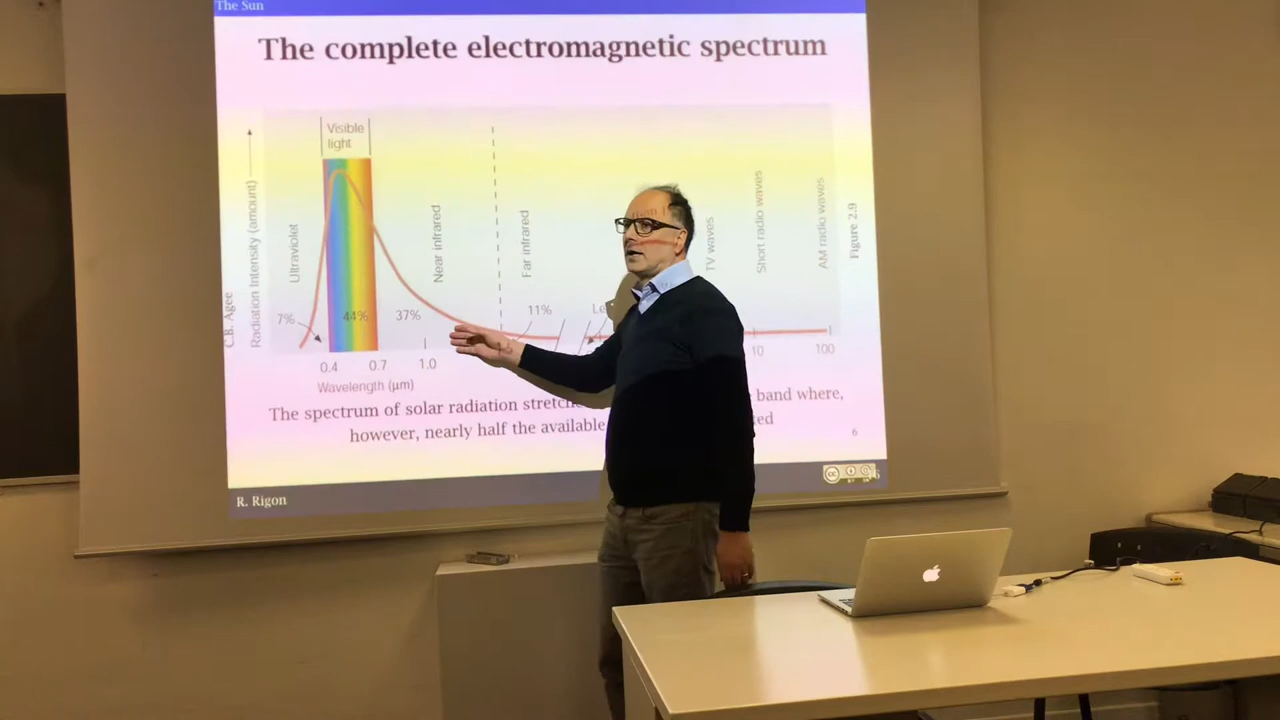 The Sun
The complete electromagnetic spectrum
Visible
light
Radiation Intensity (amount)
C.B. Agee
Ultraviolet
Near infrared
Far infrared
TV waves
Short radio waves
AM radio waves
Figure 2.9
7%
44%
37%
11%
0.4
0.7
1.0
10
100
Wavelength (μm)
The spectrum of solar radiation band where,
however, nearly half the available
6
R. Rigon